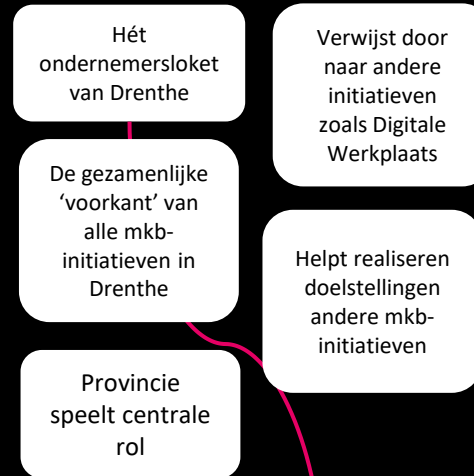 Hét
ondernemersloket
van Drenthe
Verwijst door
naar andere
initiatieven
zoals Digitale
Werkplaats
De gezamenlijke
‘voorkant’ van
alle mkb-
initiatieven in
Drenthe
Helpt realiseren
doelstellingen
andere mkb-
initiatieven
Provincie
speelt centrale
rol